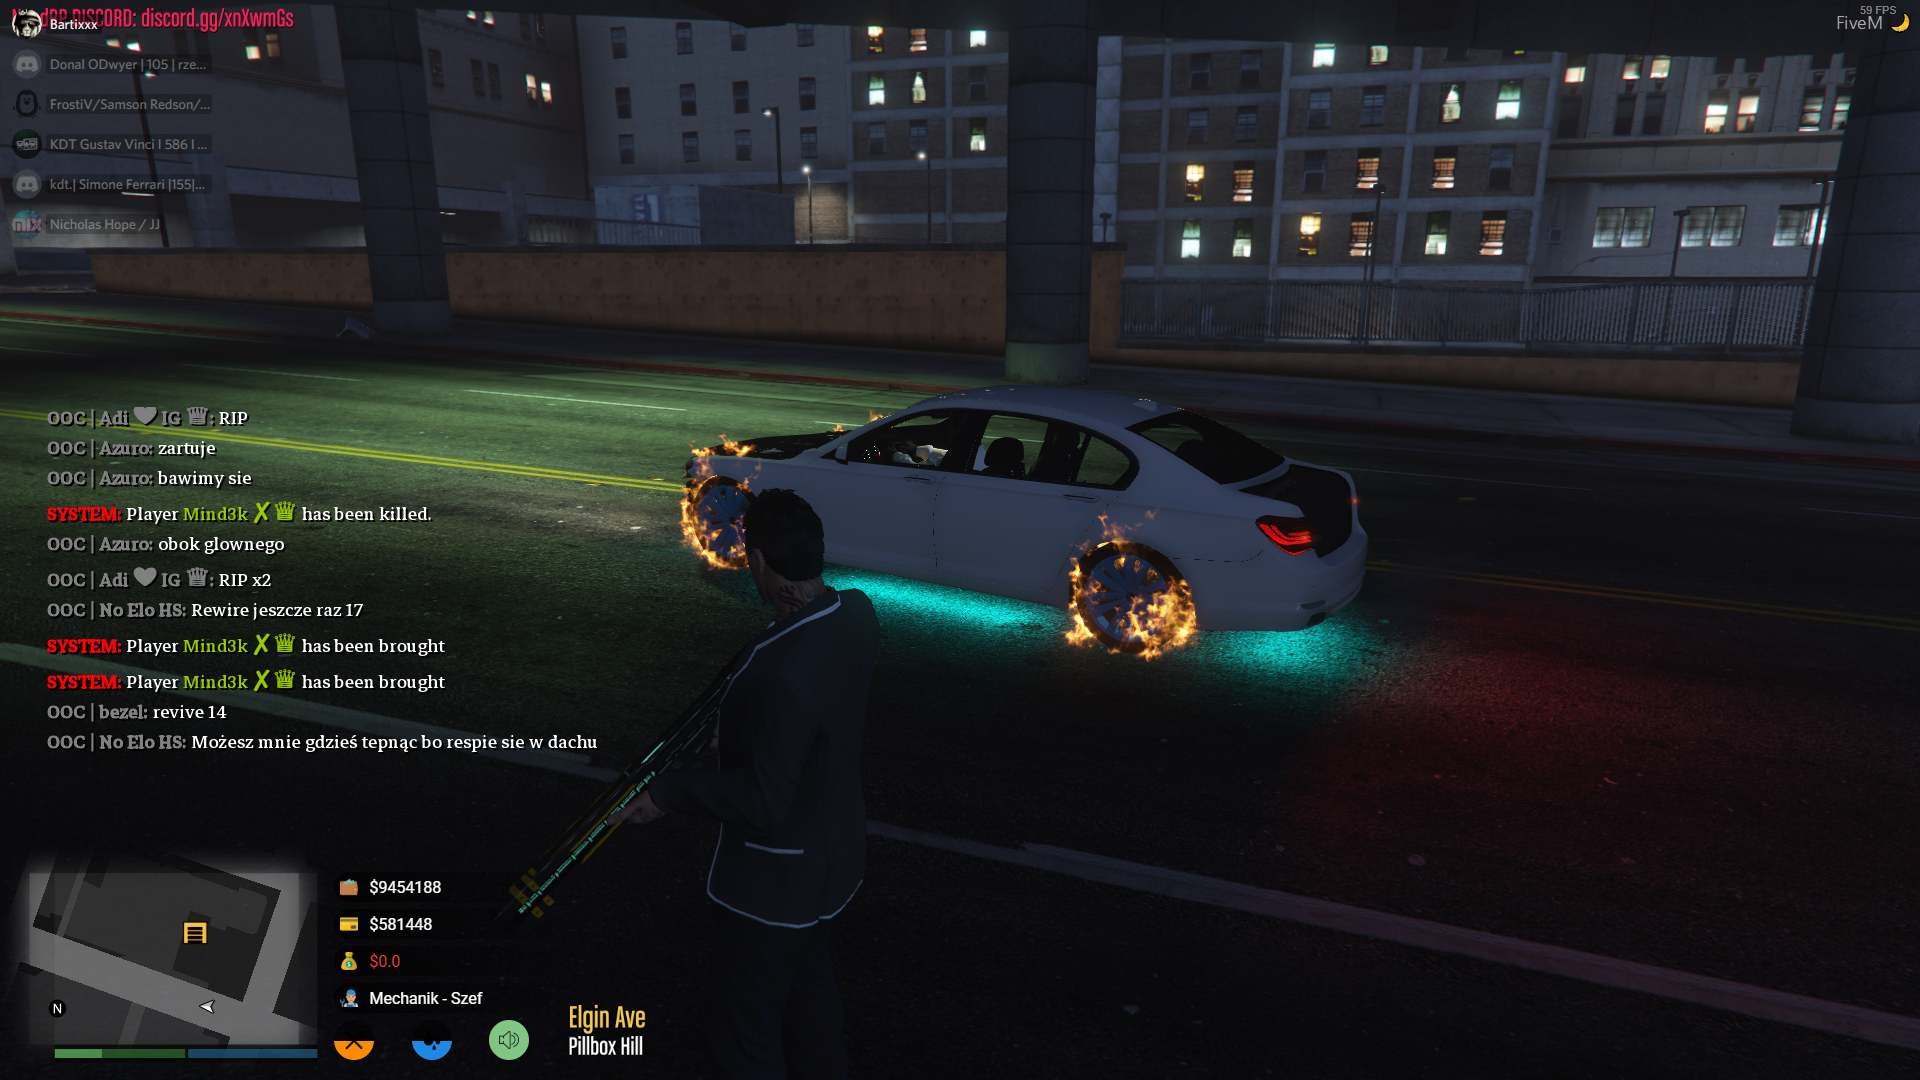 RP DISCORD: discord.gg/xnXwmGs
Bartixxx
Donal ODwyer | 105 | rze...
FrostiV/Samson Redson/...
KDT Gustav Vinci I 586 I ...
kdt.| Simone Ferrari |155|...
Nicholas Hope / JJ
59 FPS
FiveM
OOC | Adi IG : RIP
OOC | Azuro: zartuje
OOC | Azuro: bawimy sie
SYSTEM: Player Mind3k has been killed.
OOC | Azuro: obok glownego
OOC | Adi IG : RIP x2
OOC | No Elo HS: Rewire jeszcze raz 17
SYSTEM: Player Mind3k has been brought
SYSTEM: Player Mind3k has been brought
OOC | bezel: revive 14
OOC | No Elo HS: Możesz mnie gdzieś tepnąc bo respie sie w dachu
$9454188
$581448
$0.0
Mechanik - Szef
N
Elgin Ave
Pillbox Hill